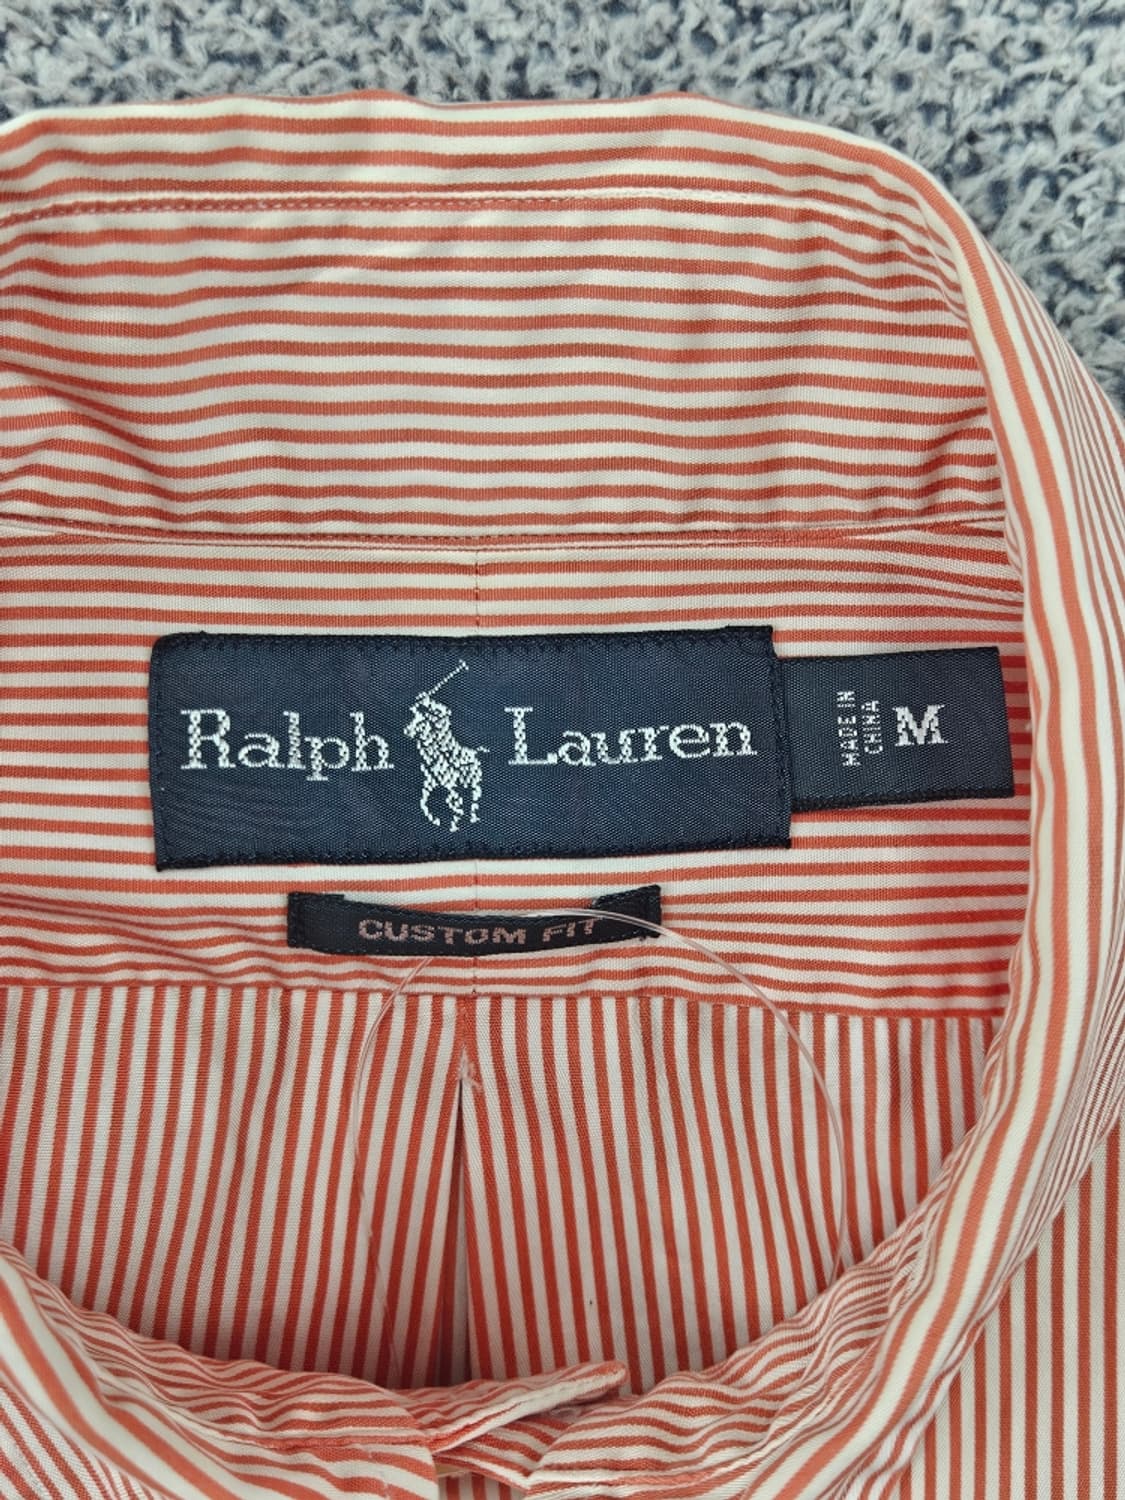 Ralph Lauren
MADE IN
CHINA
M
CUSTOM FIT